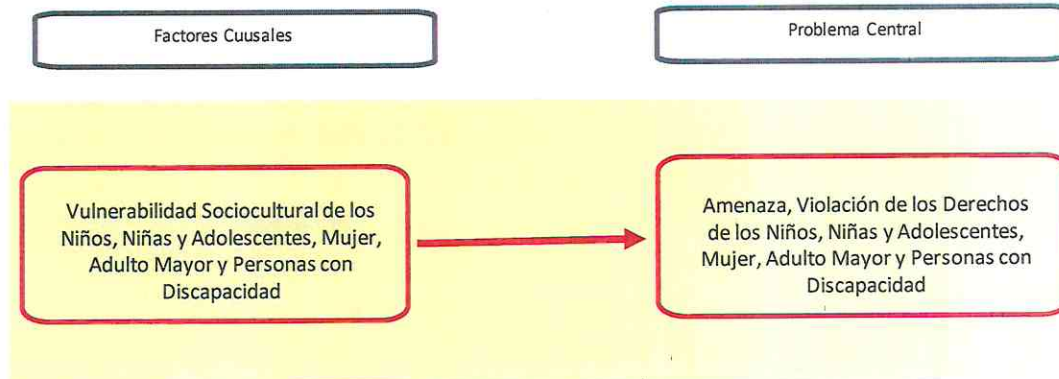 Factores Cuusales
Problema Central
Vulnerabilidad Sociocultural de los
Niños, Niñas y Adolescentes, Mujer,
Adulto Mayor y Personas con
Discapacidad
Amenaza, Violación de los Derechos
de los Niños, Niñas y Adolescentes,
Mujer, Adulto Mayor y Personas con
Discapacidad